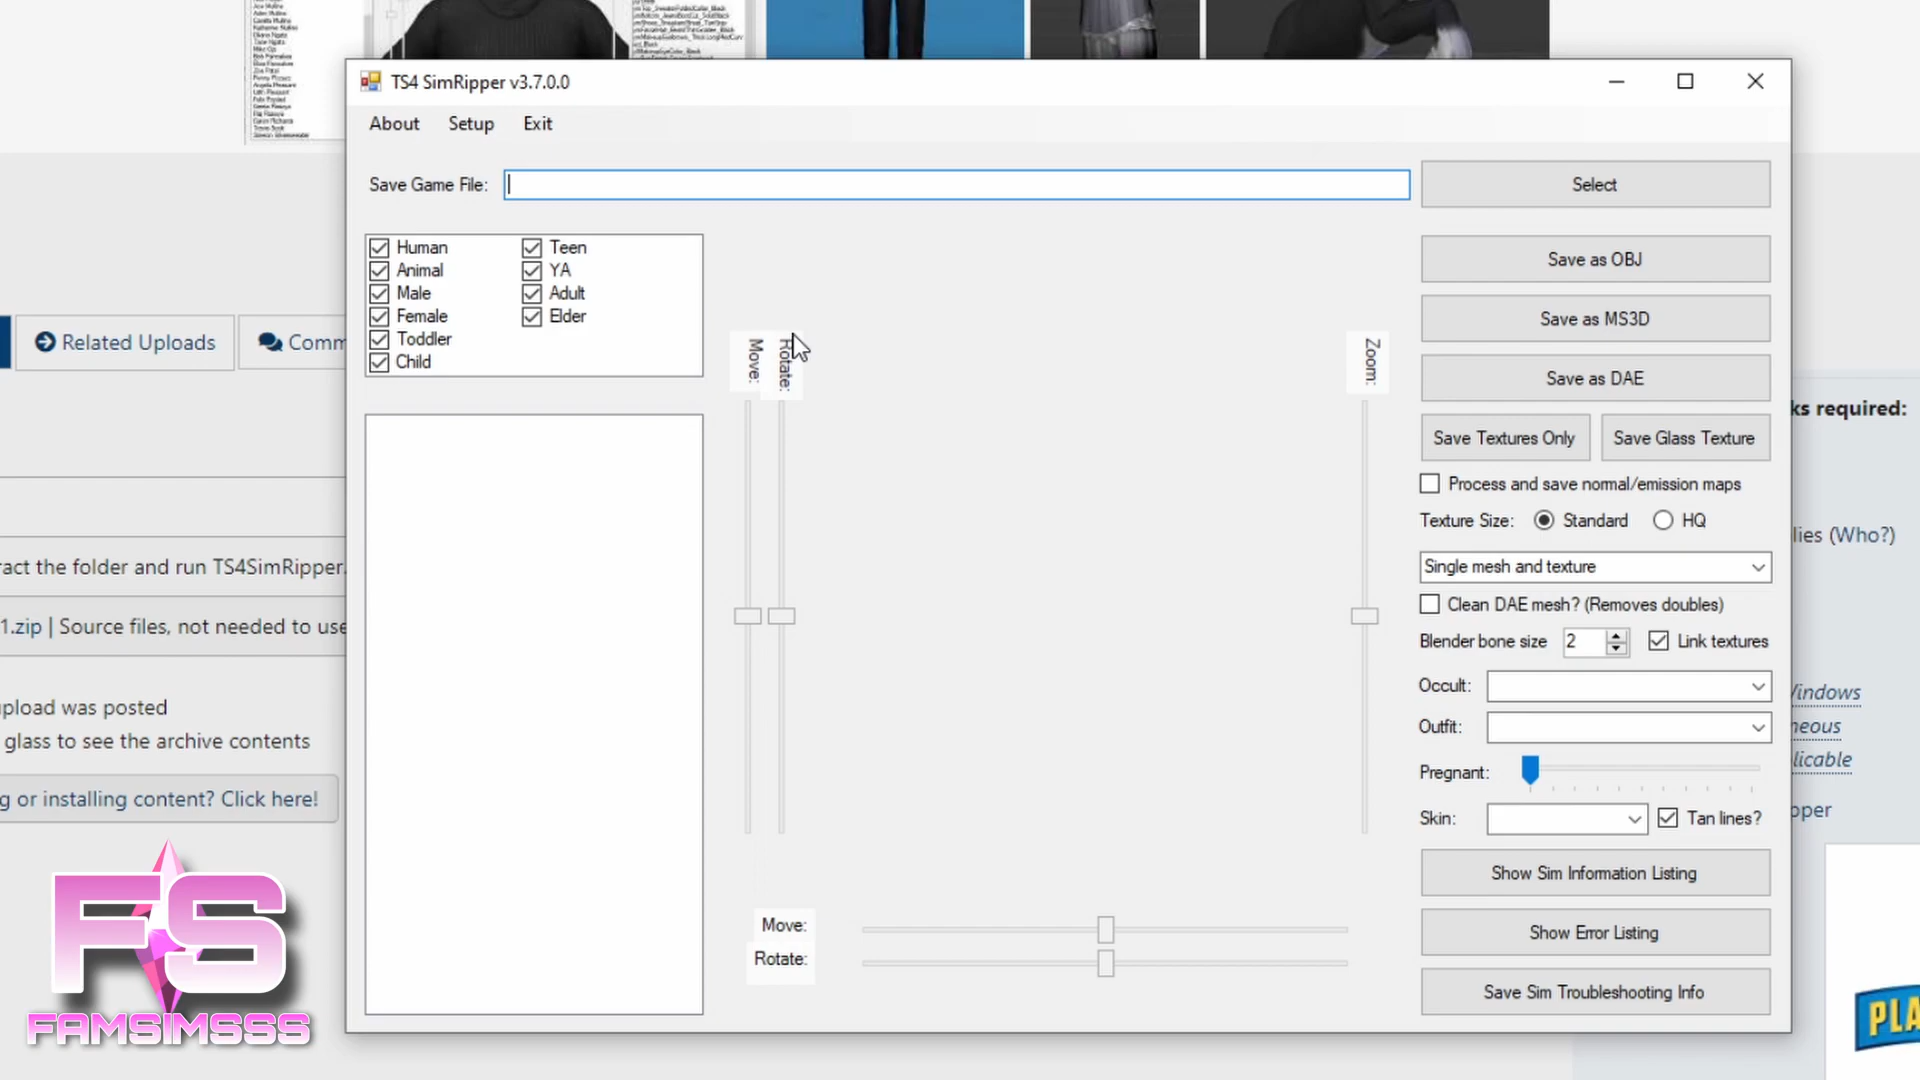 TS4 SimRipper v3.7.0.0
About Setup Exit
Save Game File:
Select
Human
Animal
Male
Female
Toddler
Child
Teen
YA
Adult
Elder
Move:
Rotate:
Zoom:
Move:
Rotate:
Save as OBJ
Save as MS3D
Save as DAE
Save Textures Only Save Glass Texture
Process and save normal/emission maps
Texture Size: Standard HQ
Single mesh and texture
Clean DAE mesh? (Removes doubles)
Blender bone size 2 Link textures
Occult:
Outfit:
Pregnant:
Skin: Tan lines?
Show Sim Information Listing
Show Error Listing
Save Sim Troubleshooting Info
Related Uploads
Comm
ract the folder and run TS4SimRipper.
1.zip | Source files, not needed to use
upload was posted
glass to see the archive contents
g or installing content? Click here!
ks required:
lies (Who?)
Windows
neous
licable
pper
FS
FAMSIMSSS
PLA